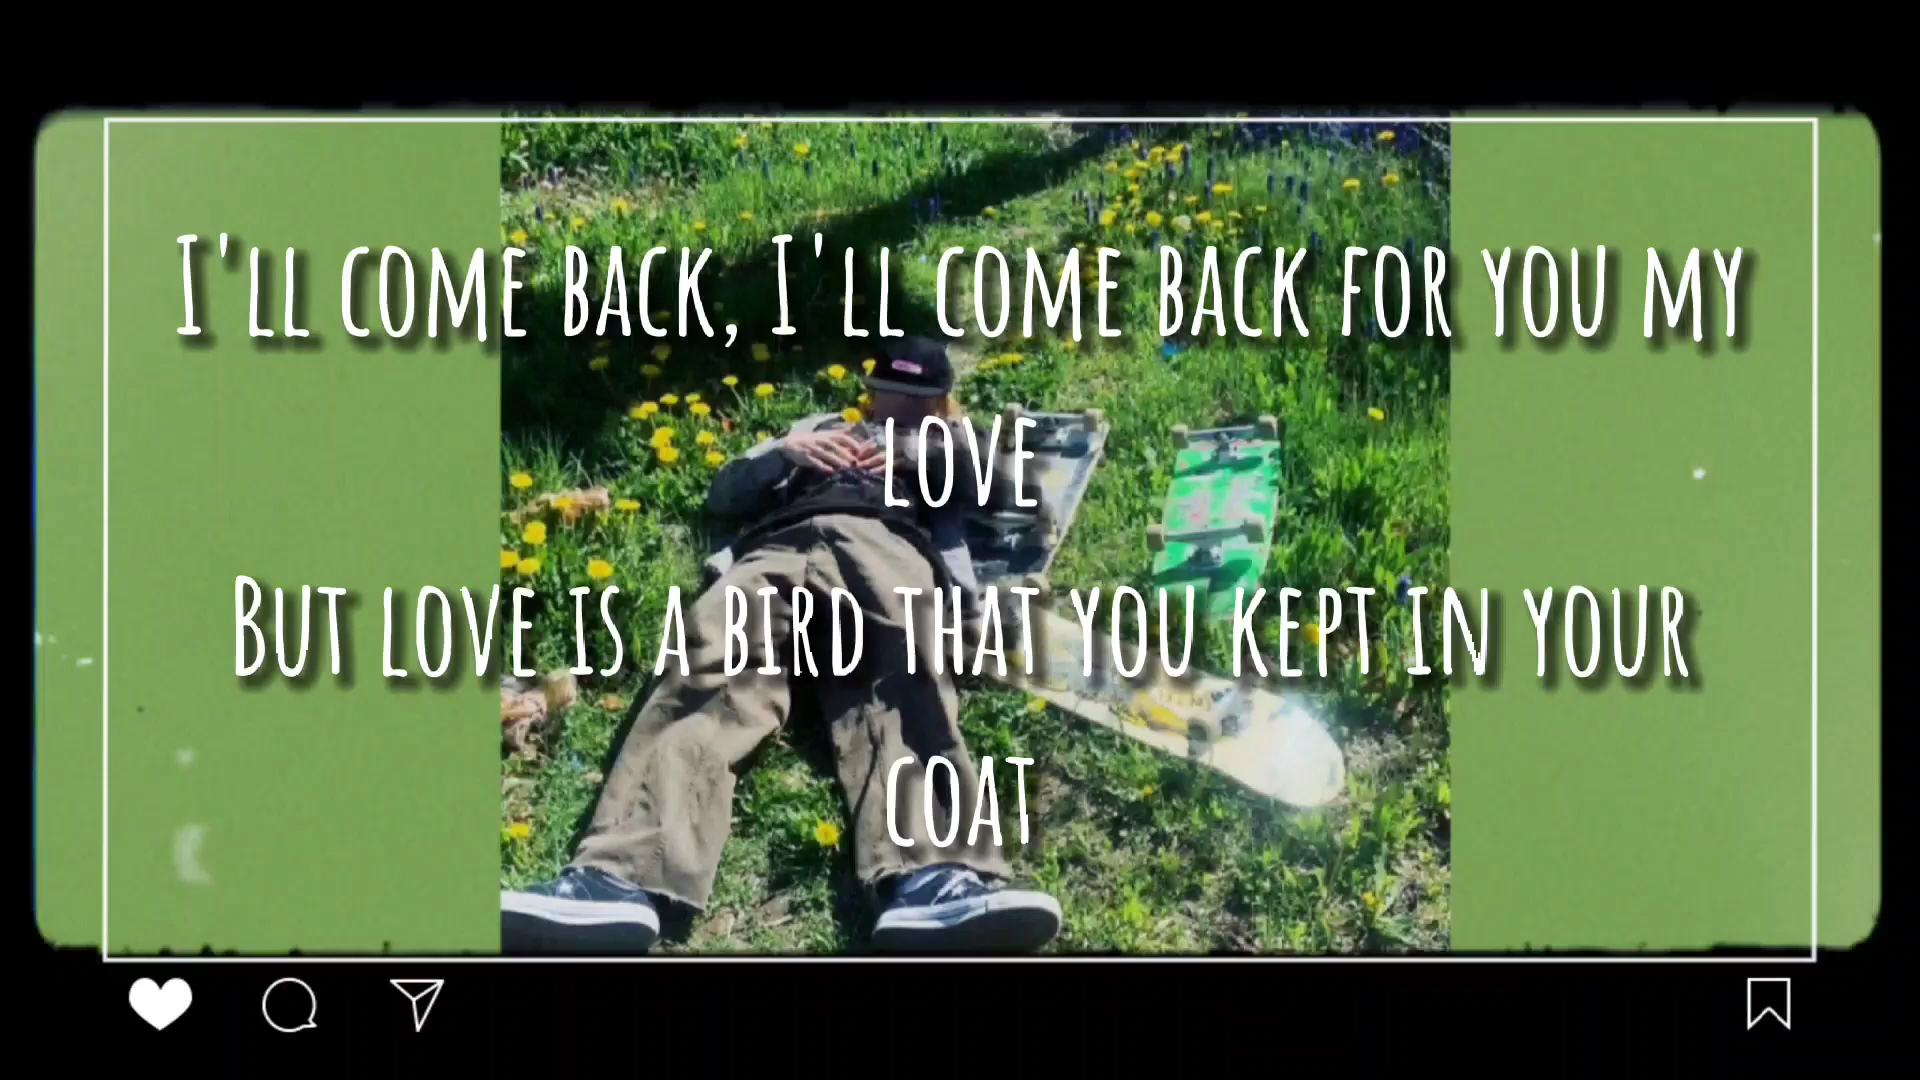 I'll come back, I'll come back for you my
love
But love is a bird that you kept in your
coat